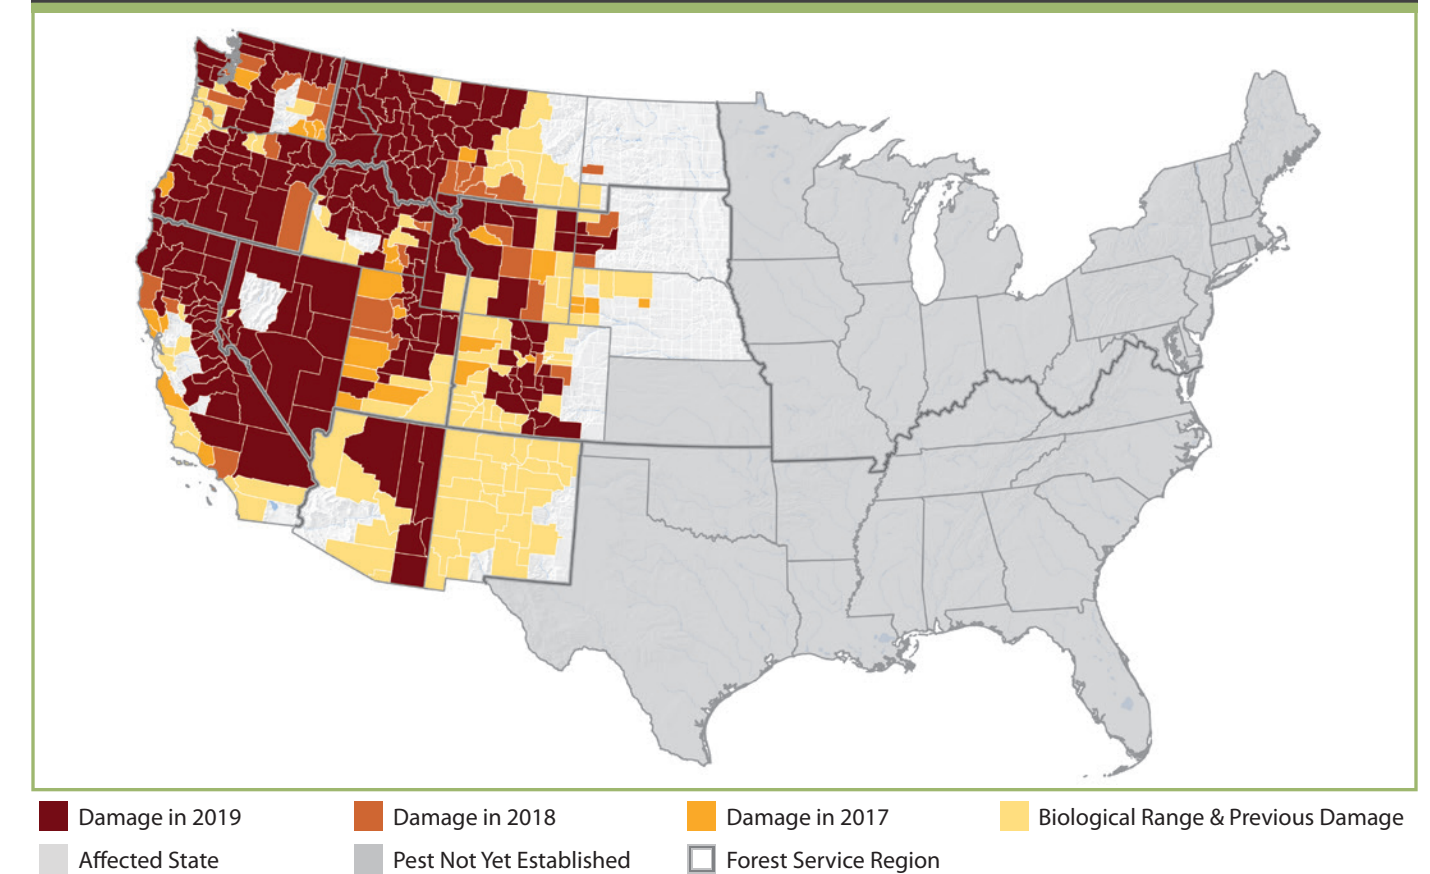 Damage in 2019
Damage in 2018
Damage in 2017
Biological Range & Previous Damage
Affected State
Pest Not Yet Established
Forest Service Region